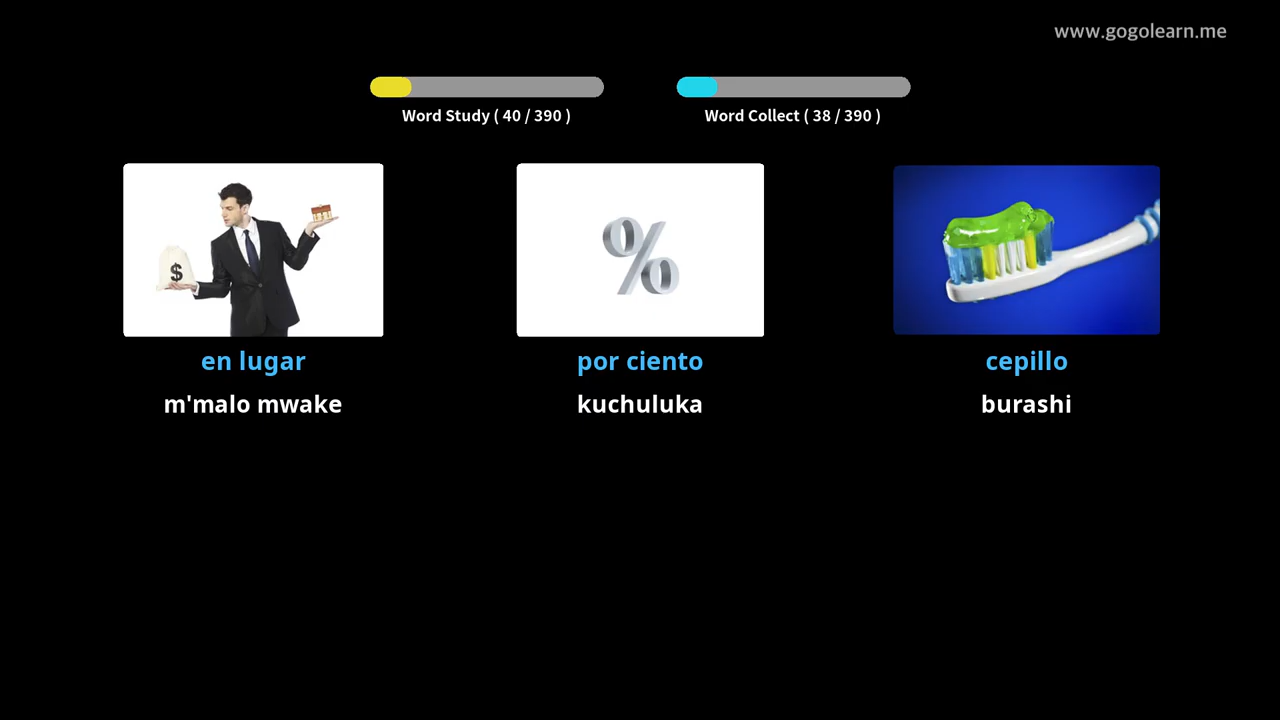 www.gogolearn.me
Word Study ( 40 / 390 )
Word Collect ( 38 / 390 )
$
%
en lugar
por ciento
cepillo
m'malo mwake
kuchuluka
burashi